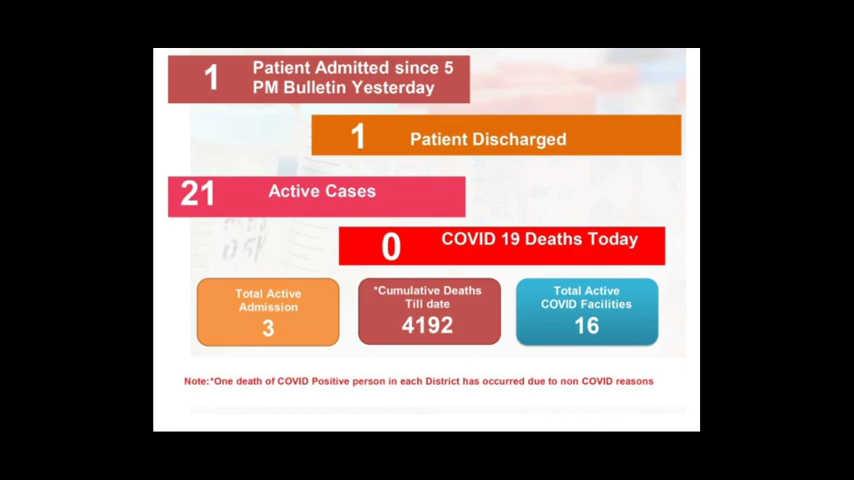 1 Patient Admitted since 5
PM Bulletin Yesterday
1 Patient Discharged
21 Active Cases
0 COVID 19 Deaths Today
Total Active
Admission
3
*Cumulative Deaths
Till date
4192
Total Active
COVID Facilities
16
Note:*One death of COVID Positive person in each District has occurred due to non COVID reasons